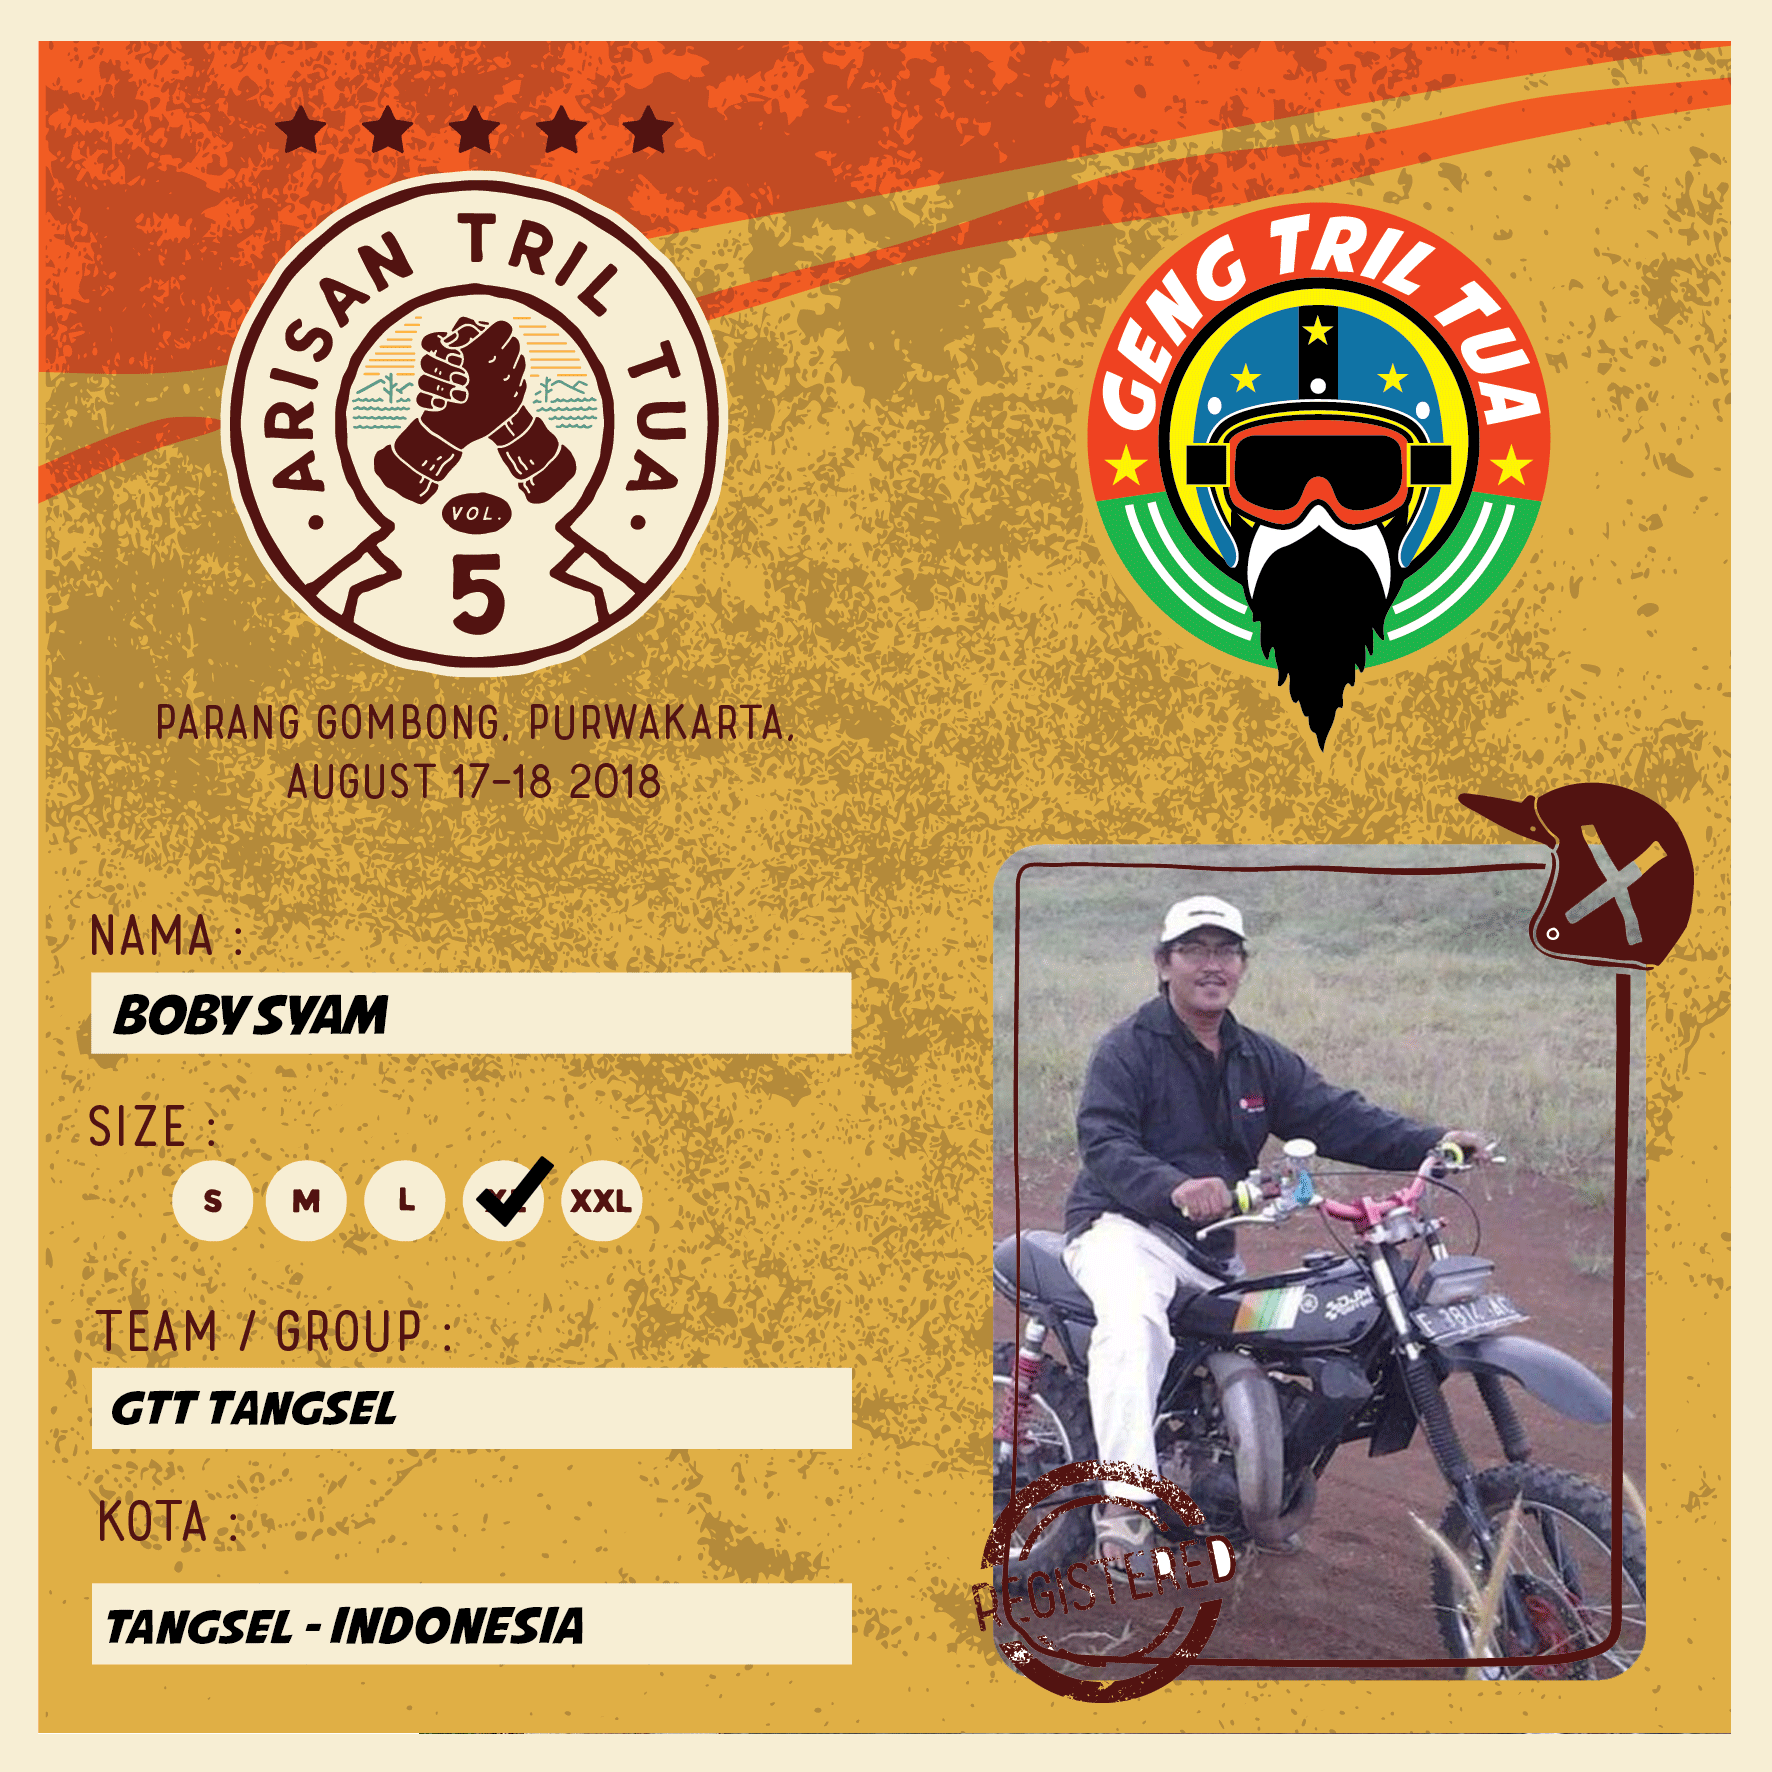 ARISAN TRIL TUA
VOL.
5
GENG TRIL TUA
PARANG GOMBONG, PURWAKARTA,
AUGUST 17-18 2018
NAMA :
BOBY SYAM
SIZE :
S M L XL XXL
TEAM / GROUP :
GTT TANGSEL
KOTA :
TANGSEL - INDONESIA
REGISTERED